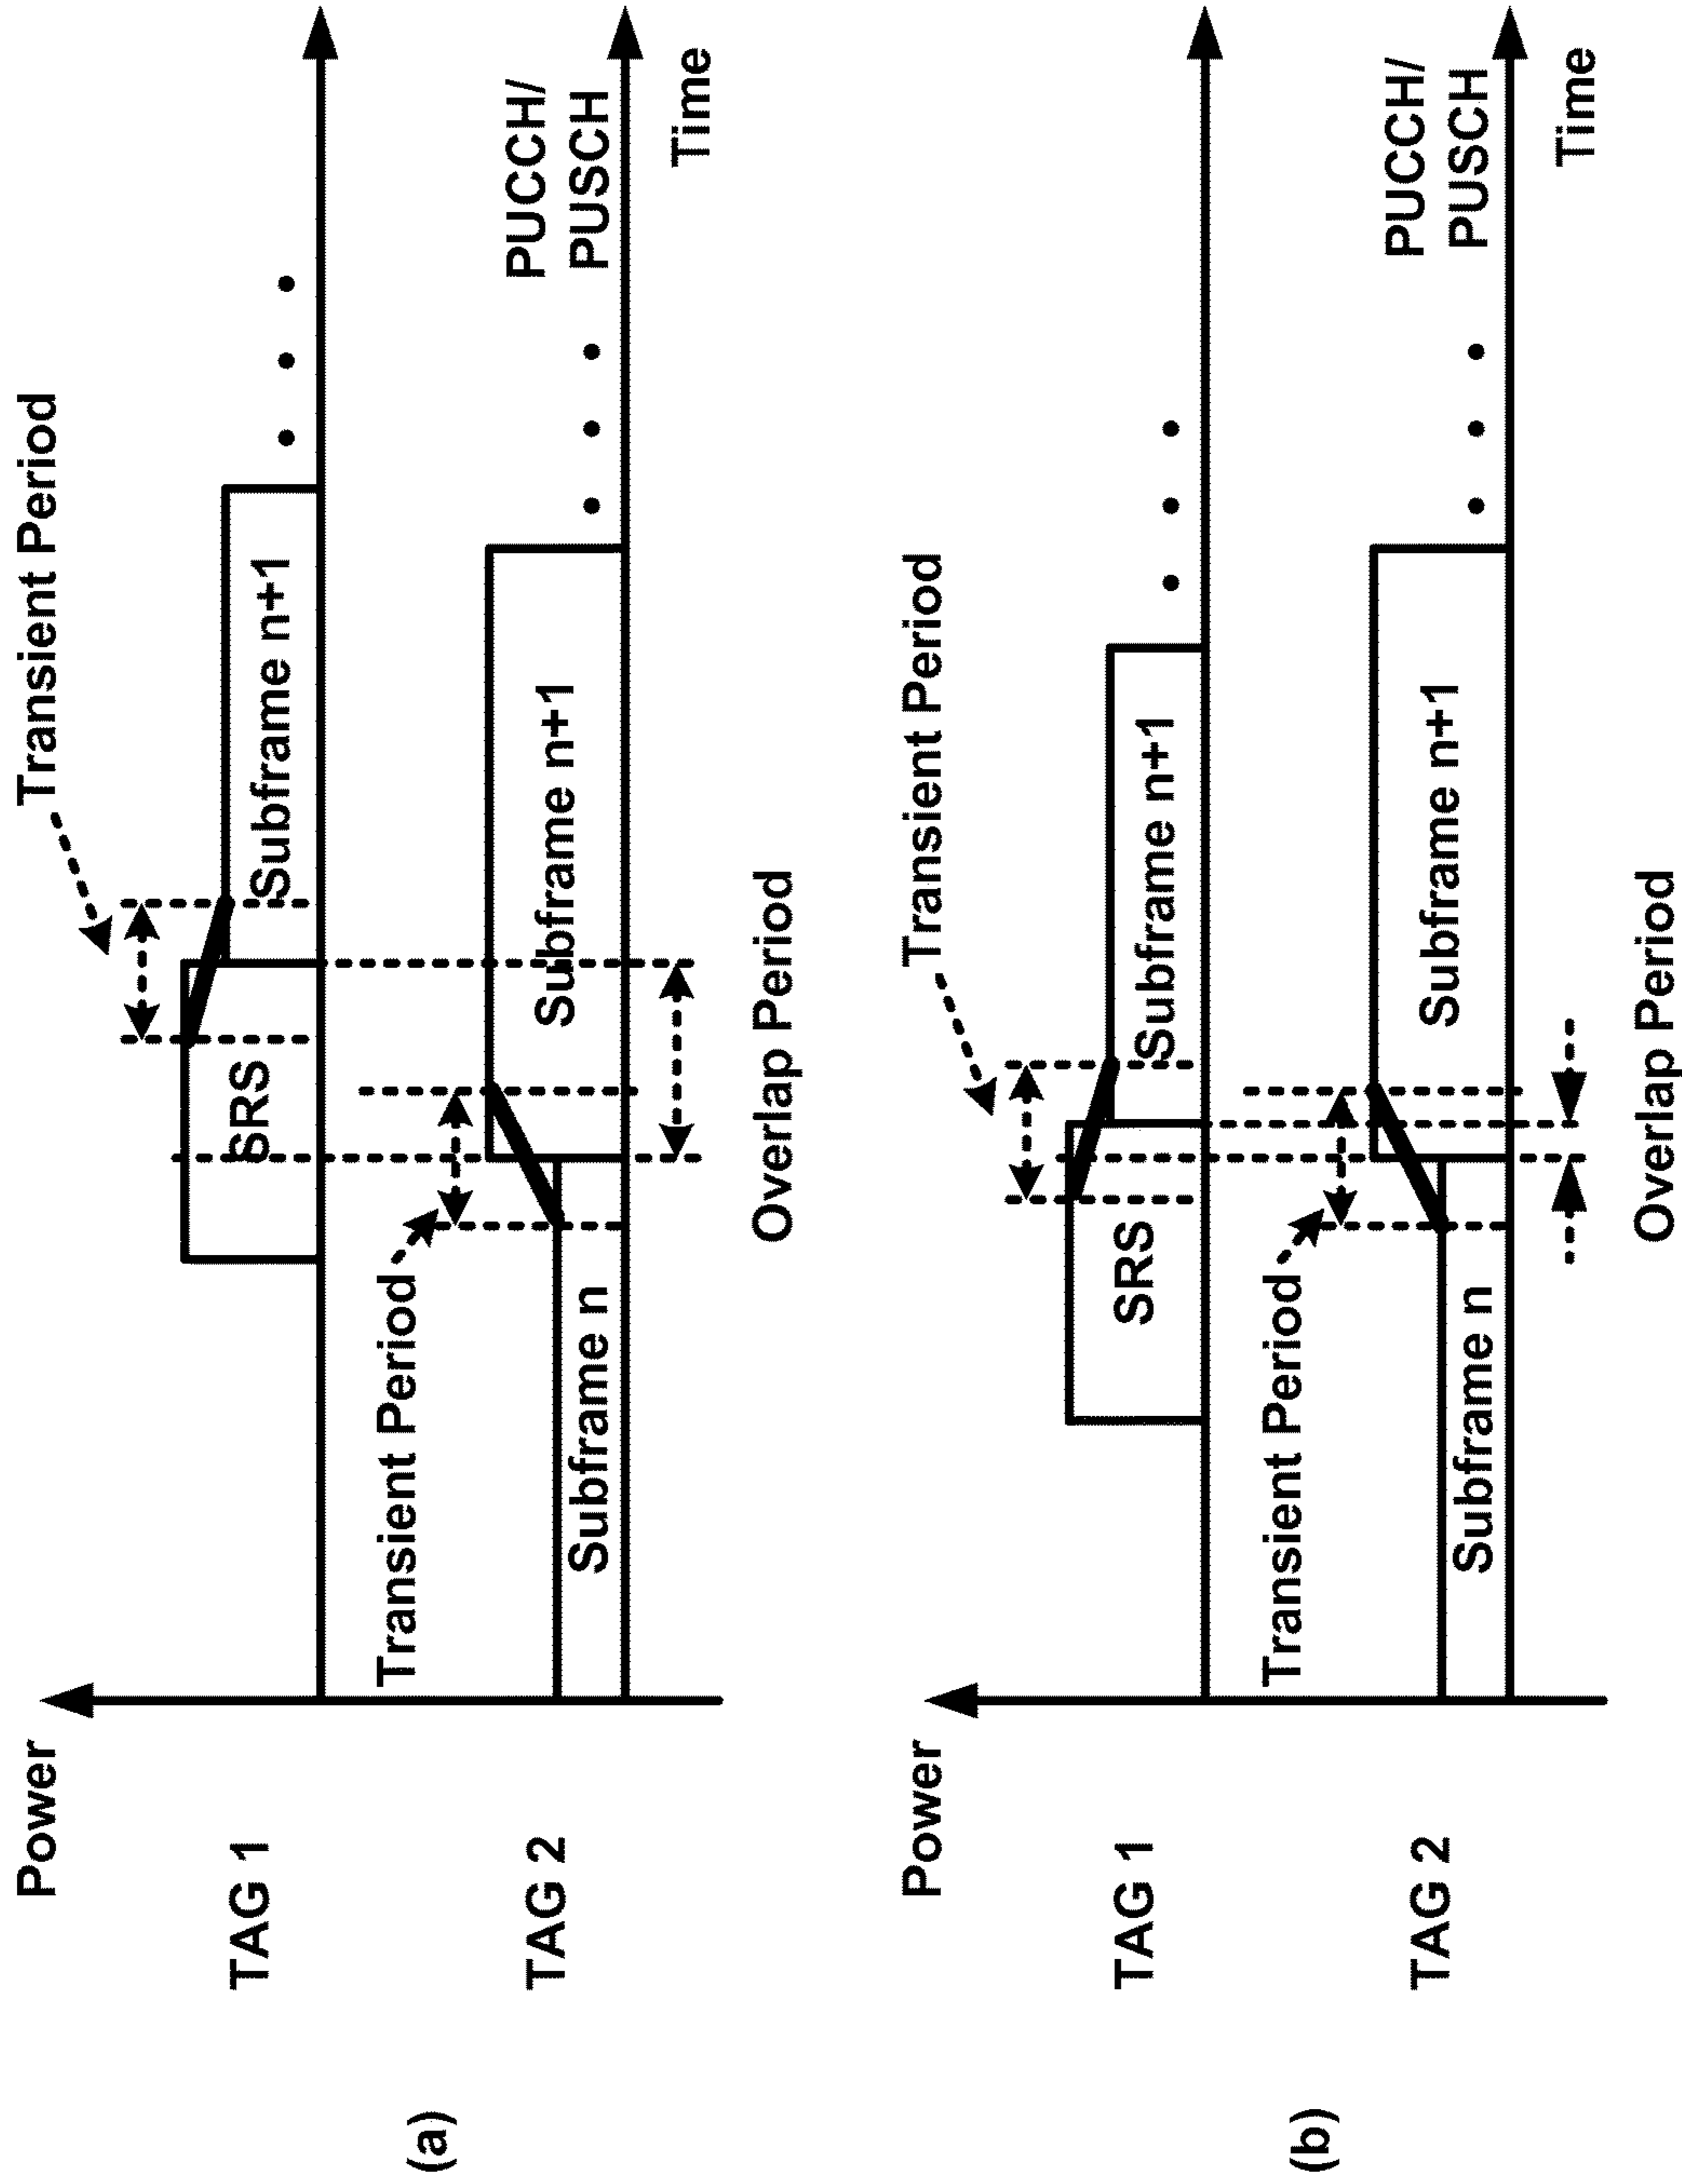 (a)
Power
TAG 1
SRS
Subframe n+1
Transient Period
Transient Period
TAG 2
Subframe n
Subframe n+1
PUCCH/
PUSCH
Time
Overlap Period
(b)
Power
TAG 1
SRS
Subframe n+1
Transient Period
Transient Period
TAG 2
Subframe n
Subframe n+1
PUCCH/
PUSCH
Time
Overlap Period